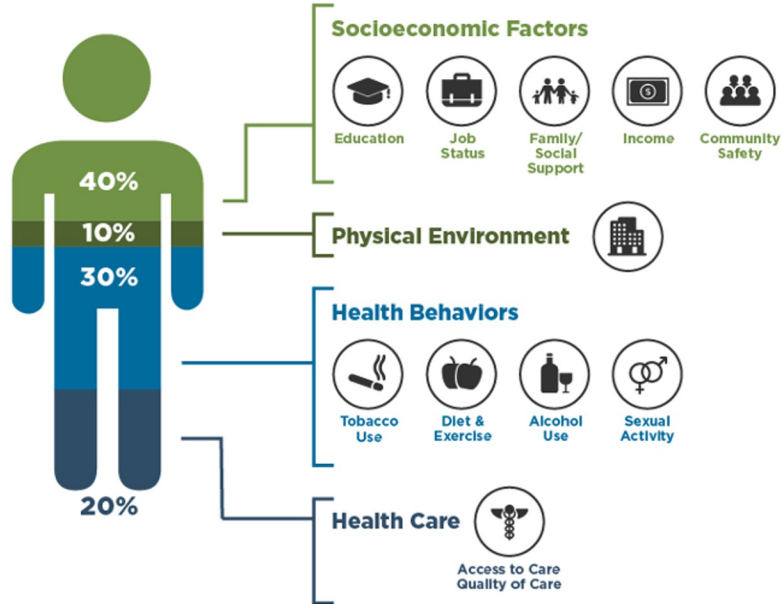 Socioeconomic Factors
Education
Job
Status
Family/
Social
Support
Income
Community
Safety
40%
10%
Physical Environment
30%
Health Behaviors
Tobacco
Use
Diet &
Exercise
Alcohol
Use
Sexual
Activity
20%
Health Care
Access to Care
Quality of Care
$